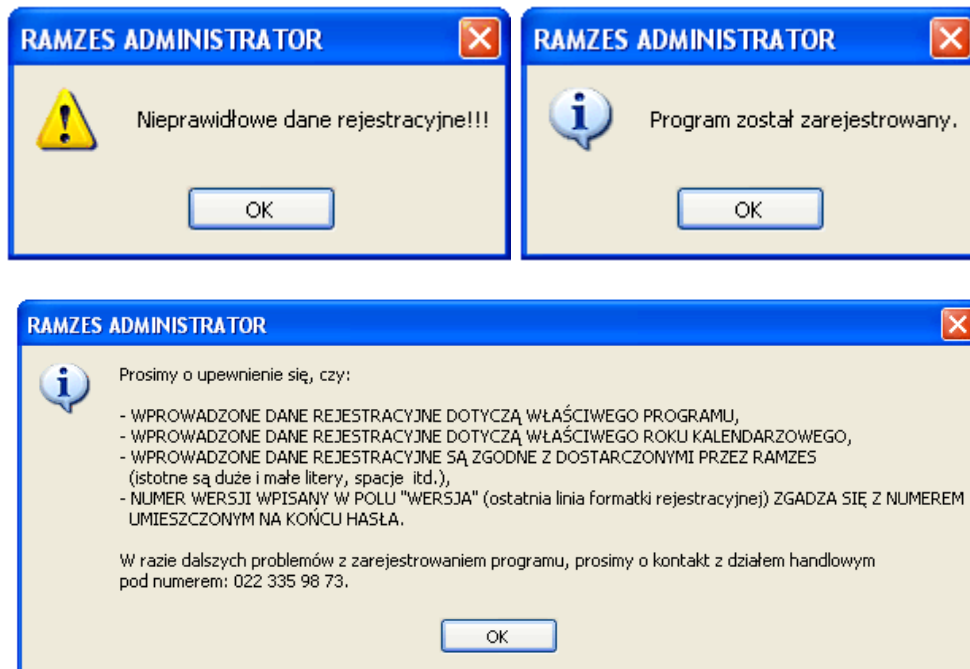 RAMZES ADMINISTRATOR
Nieprawidłowe dane rejestracyjne!!!
OK
RAMZES ADMINISTRATOR
Program został zarejestrowany.
OK
RAMZES ADMINISTRATOR
Prosimy o upewnienie się, czy:
- WPROWADZONE DANE REJESTRACYJNE DOTYCZĄ WŁAŚCIWEGO PROGRAMU,
- WPROWADZONE DANE REJESTRACYJNE DOTYCZĄ WŁAŚCIWEGO ROKU KALENDARZOWEGO,
- WPROWADZONE DANE REJESTRACYJNE SĄ ZGODNE Z DOSTARCZONYMI PRZEZ RAMZES
(istotne są duże i małe litery, spacje itd.),
- NUMER WERSJI WPISANY W POLU "WERSJA" (ostatnia linia formatki rejestracyjnej) ZGADZA SIĘ Z NUMEREM
UMIESZCZONYM NA KOŃCU HASŁA.
W razie dalszych problemów z zarejestrowaniem programu, prosimy o kontakt z działem handlowym
pod numerem: 022 335 98 73.
OK